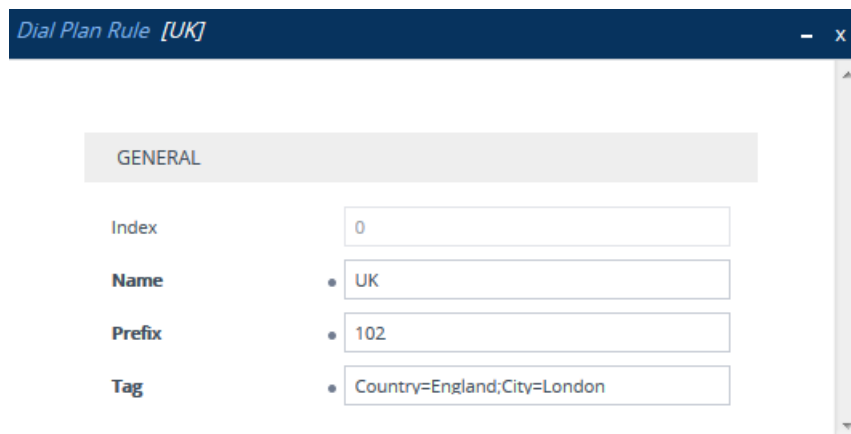 Dial Plan Rule [UK] – x
GENERAL
Index 0
Name • UK
Prefix • 102
Tag • Country=England;City=London